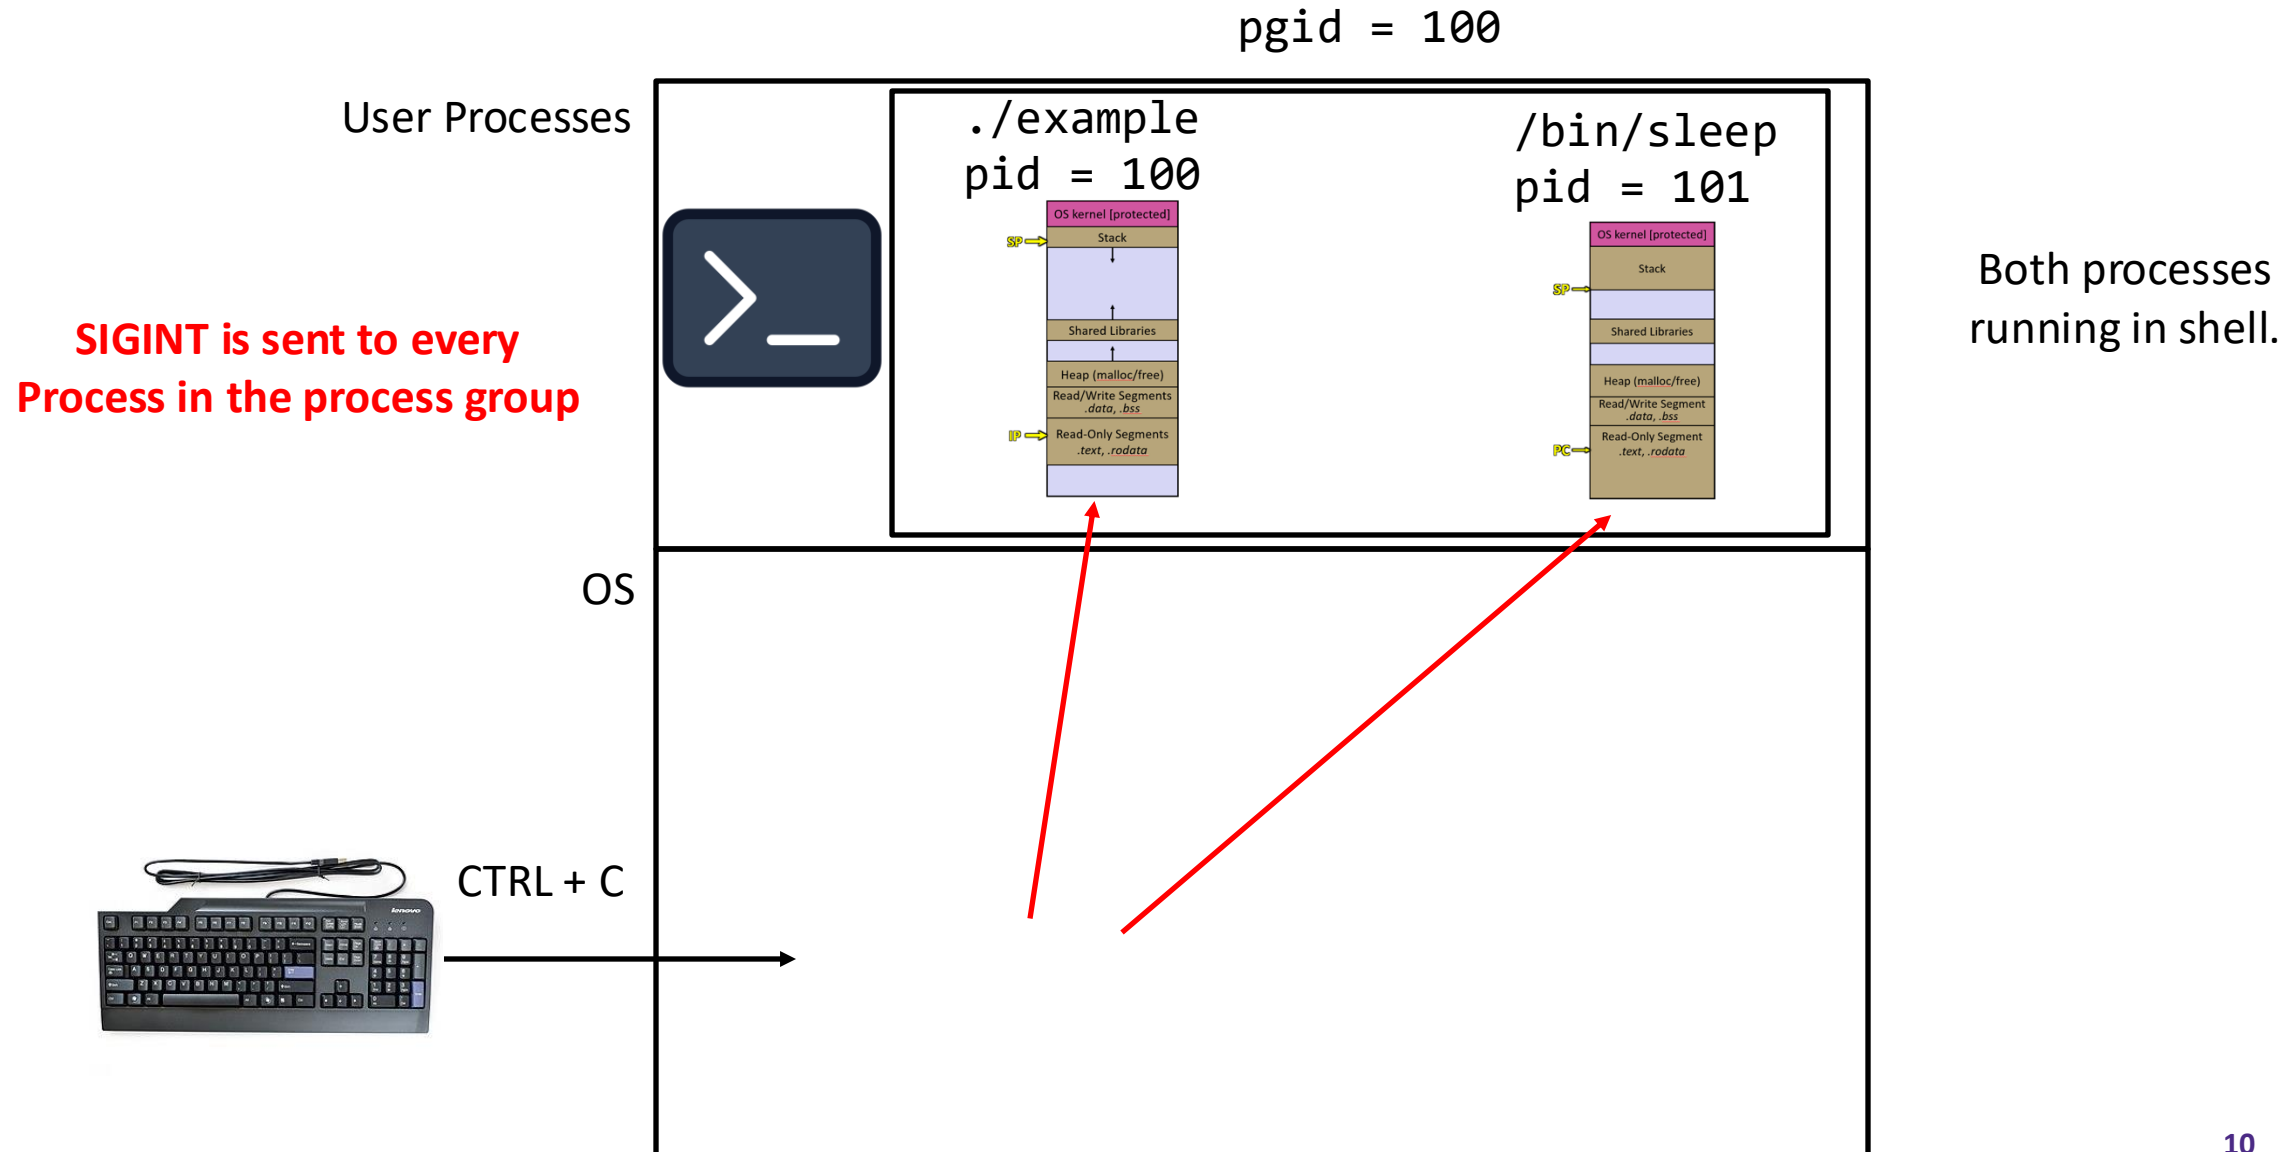 pgid = 100
User Processes
./example
pid = 100
/bin/sleep
pid = 101
OS kernel [protected]
SP
Stack
Shared Libraries
Heap (malloc/free)
Read/Write Segments
.data, .bss
IP
Read-Only Segments
.text, .rodata
OS kernel [protected]
Stack
SP
Shared Libraries
Heap (malloc/free)
Read/Write Segment
.data, .bss
Read-Only Segment
PC
.text, .rodata
Both processes
running in shell.
SIGINT is sent to every
Process in the process group
>_
OS
CTRL + C
lenovo
10